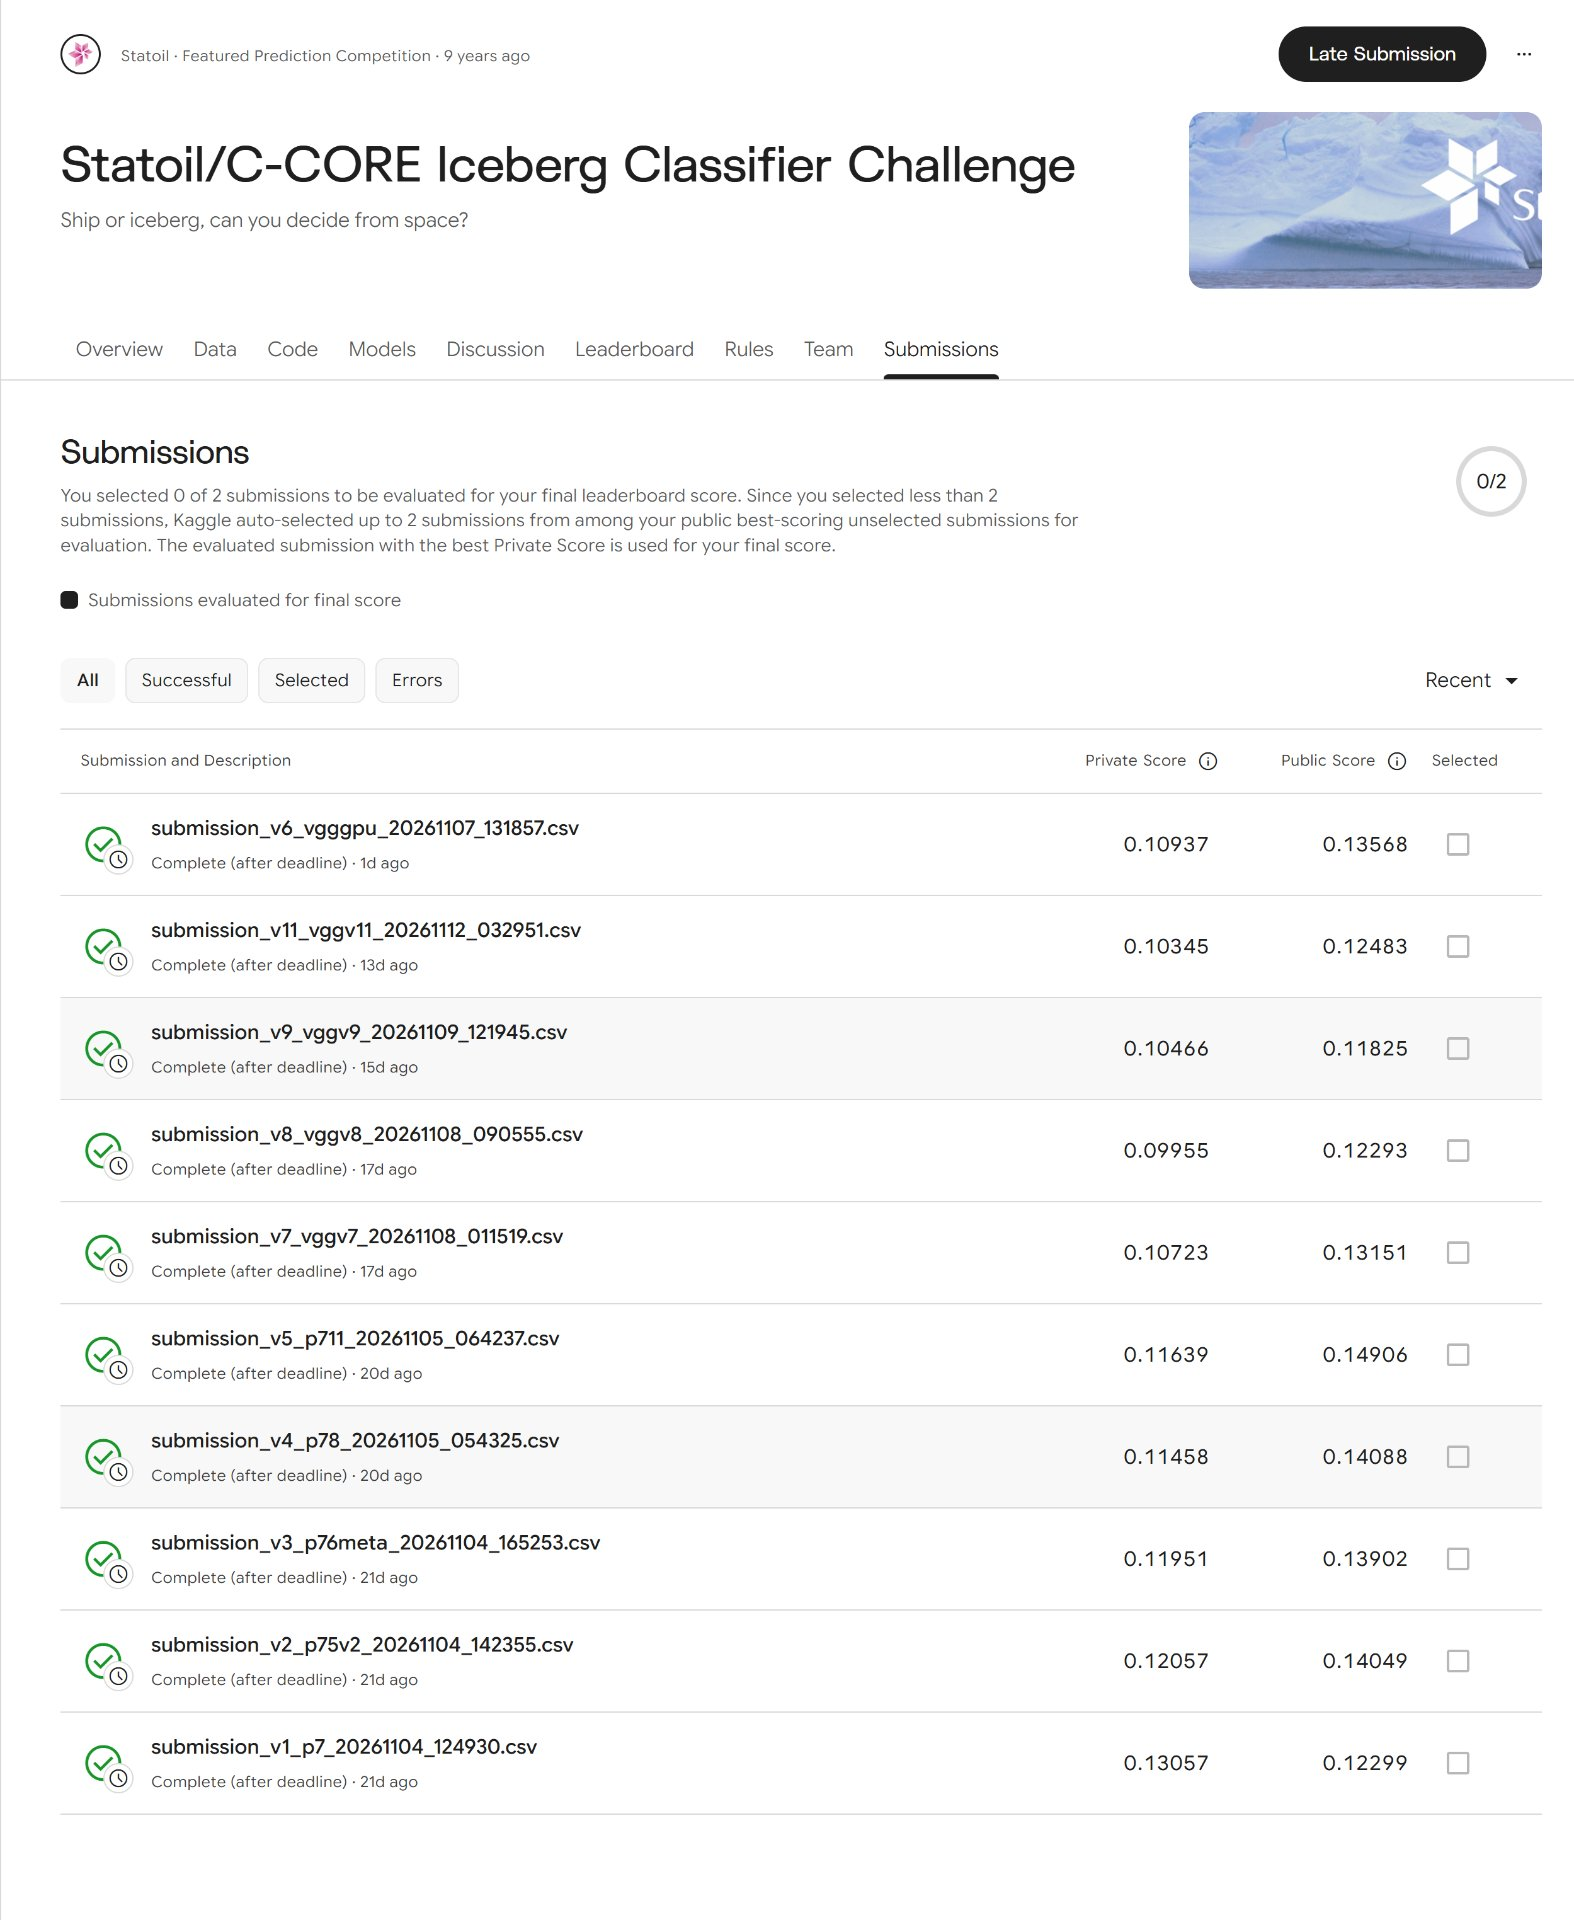 Statoil · Featured Prediction Competition · 9 years ago
Late Submission
...
Statoil/C-CORE Iceberg Classifier Challenge
Ship or iceberg, can you decide from space?
St
Overview Data Code Models Discussion Leaderboard Rules Team Submissions
Submissions
0/2
You selected 0 of 2 submissions to be evaluated for your final leaderboard score. Since you selected less than 2
submissions, Kaggle auto-selected up to 2 submissions from among your public best-scoring unselected submissions for
evaluation. The evaluated submission with the best Private Score is used for your final score.
Submissions evaluated for final score
All Successful Selected Errors Recent
Submission and Description Private Score Public Score Selected
submission_v6_vgggpu_20261107_131857.csv
Complete (after deadline) · 1d ago
0.10937 0.13568
submission_v11_vggv11_20261112_032951.csv
Complete (after deadline) · 13d ago
0.10345 0.12483
submission_v9_vggv9_20261109_121945.csv
Complete (after deadline) · 15d ago
0.10466 0.11825
submission_v8_vggv8_20261108_090555.csv
Complete (after deadline) · 17d ago
0.09955 0.12293
submission_v7_vggv7_20261108_011519.csv
Complete (after deadline) · 17d ago
0.10723 0.13151
submission_v5_p711_20261105_064237.csv
Complete (after deadline) · 20d ago
0.11639 0.14906
submission_v4_p78_20261105_054325.csv
Complete (after deadline) · 20d ago
0.11458 0.14088
submission_v3_p76meta_20261104_165253.csv
Complete (after deadline) · 21d ago
0.11951 0.13902
submission_v2_p75v2_20261104_142355.csv
Complete (after deadline) · 21d ago
0.12057 0.14049
submission_v1_p7_20261104_124930.csv
Complete (after deadline) · 21d ago
0.13057 0.12299